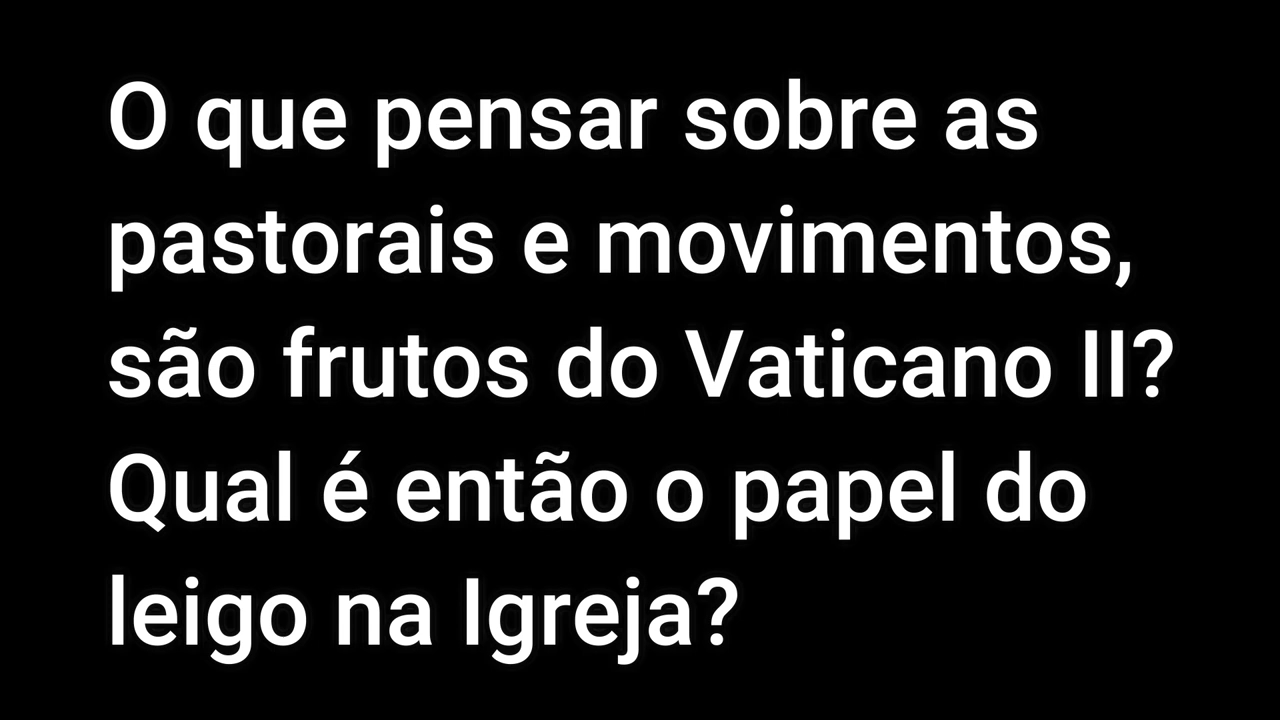 O que pensar sobre as
pastorais e movimentos,
são frutos do Vaticano II?
Qual é então o papel do
leigo na Igreja?